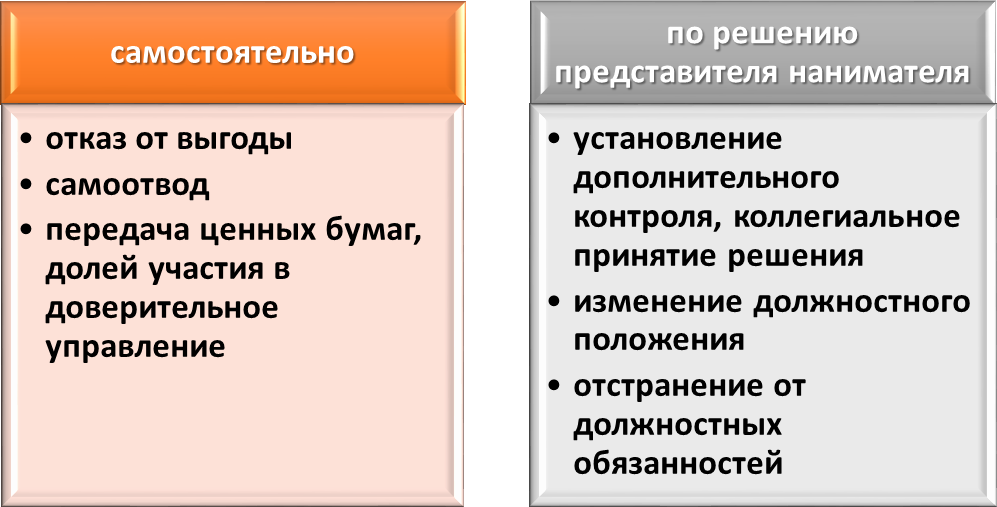 самостоятельно
• отказ от выгоды
• самоотвод
• передача ценных бумаг,
долей участия в
доверительное
управление
по решению
представителя нанимателя
• установление
дополнительного
контроля, коллегиальное
принятие решения
• изменение должностного
положения
• отстранение от
должностных
обязанностей